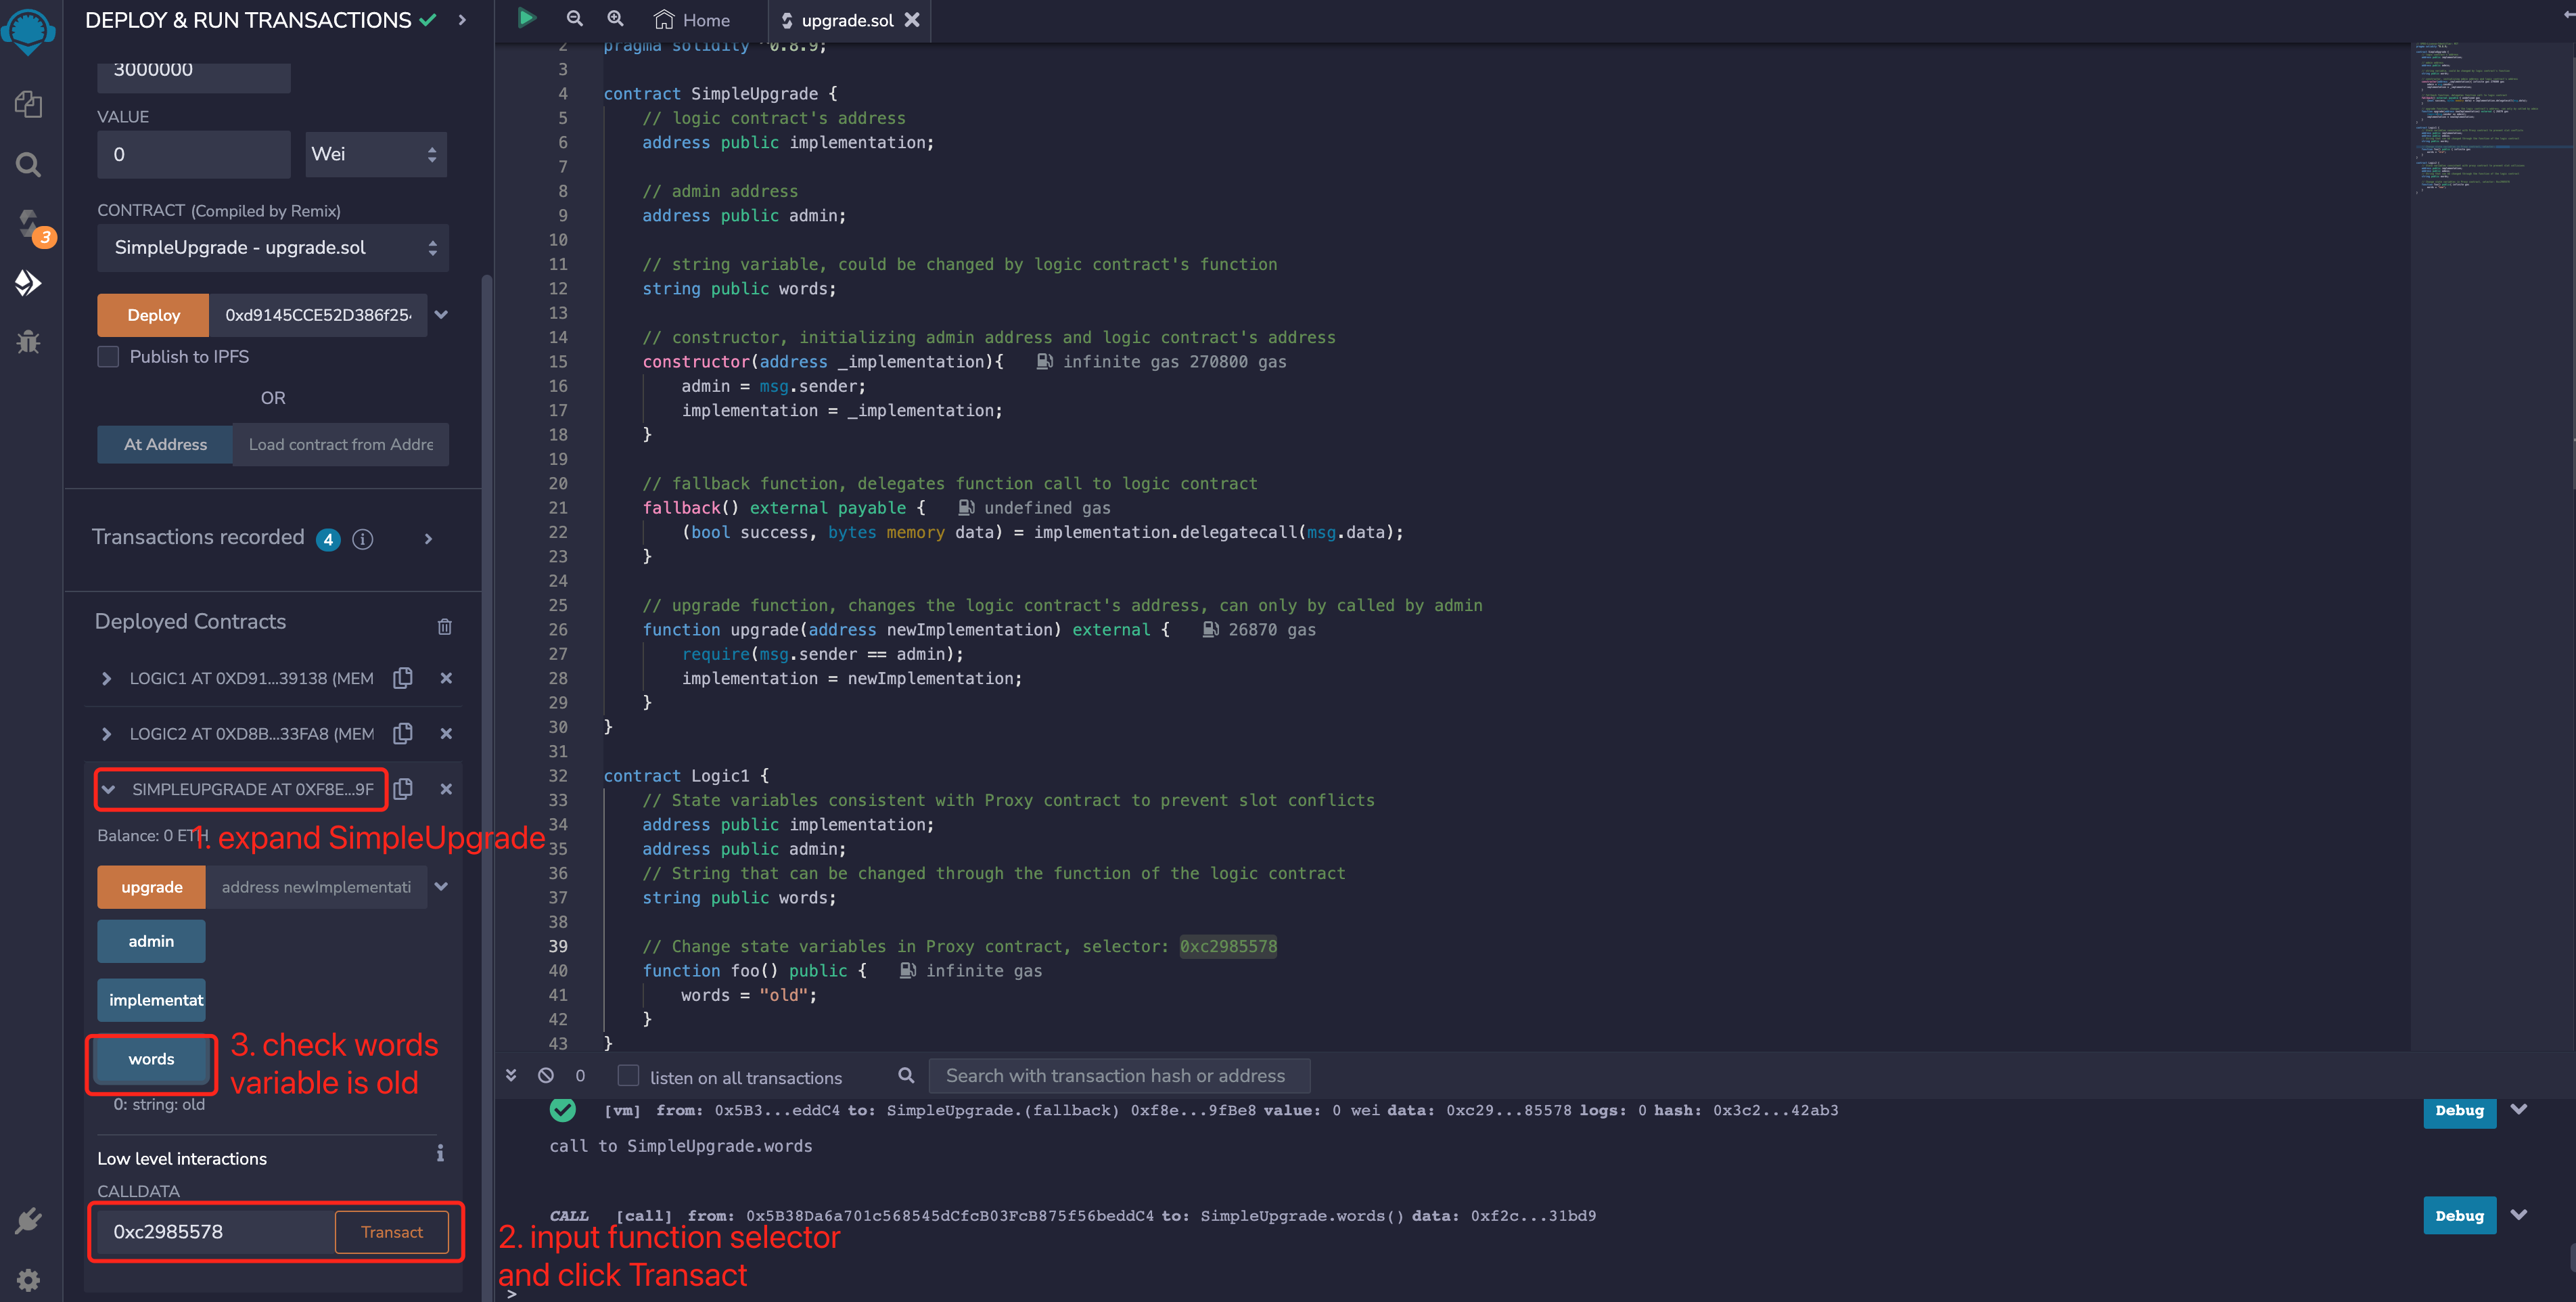 DEPLOY & RUN TRANSACTIONS
3000000
VALUE
0
Wei
CONTRACT (Compiled by Remix)
SimpleUpgrade - upgrade.sol
Deploy
0xd9145CCE52D386f25
Publish to IPFS
OR
At Address
Load contract from Addre
Transactions recorded 4 i
Deployed Contracts
LOGIC1 AT 0XD91...39138 (MEM
LOGIC2 AT 0XD8B...33FA8 (MEM
SIMPLEUPGRADE AT 0XF8E...9F
Balance: 0 ETH
1. expand SimpleUpgrade
upgrade
address newImplementati
admin
implementat
words
3. check words
variable is old
0: string: old
Low level interactions
i
CALLDATA
0xc2985578
Transact
2. input function selector
and click Transact
3
Home
upgrade.sol
2 pragma solidity ^0.8.9;
3
4 contract SimpleUpgrade {
5 // logic contract's address
6 address public implementation;
7
8 // admin address
9 address public admin;
10
11 // string variable, could be changed by logic contract's function
12 string public words;
13
14 // constructor, initializing admin address and logic contract's address
15 constructor(address _implementation){ infinite gas 270800 gas
16 admin = msg.sender;
17 implementation = _implementation;
18 }
19
20 // fallback function, delegates function call to logic contract
21 fallback() external payable { undefined gas
22 (bool success, bytes memory data) = implementation.delegatecall(msg.data);
23 }
24
25 // upgrade function, changes the logic contract's address, can only by called by admin
26 function upgrade(address newImplementation) external { 26870 gas
27 require(msg.sender == admin);
28 implementation = newImplementation;
29 }
30 }
31
32 contract Logic1 {
33 // State variables consistent with Proxy contract to prevent slot conflicts
34 address public implementation;
35 address public admin;
36 // String that can be changed through the function of the logic contract
37 string public words;
38
39 // Change state variables in Proxy contract, selector: 0xc2985578
40 function foo() public { infinite gas
41 words = "old";
42 }
43 }
0
listen on all transactions
Search with transaction hash or address
[vm] from: 0x5B3...eddC4 to: SimpleUpgrade.(fallback) 0xf8e...9fBe8 value: 0 wei data: 0xc29...85578 logs: 0 hash: 0x3c2...42ab3
Debug
call to SimpleUpgrade.words
CALL [call] from: 0x5B38Da6a701c568545dCfcB03FcB875f56beddC4 to: SimpleUpgrade.words() data: 0xf2c...31bd9
Debug
>